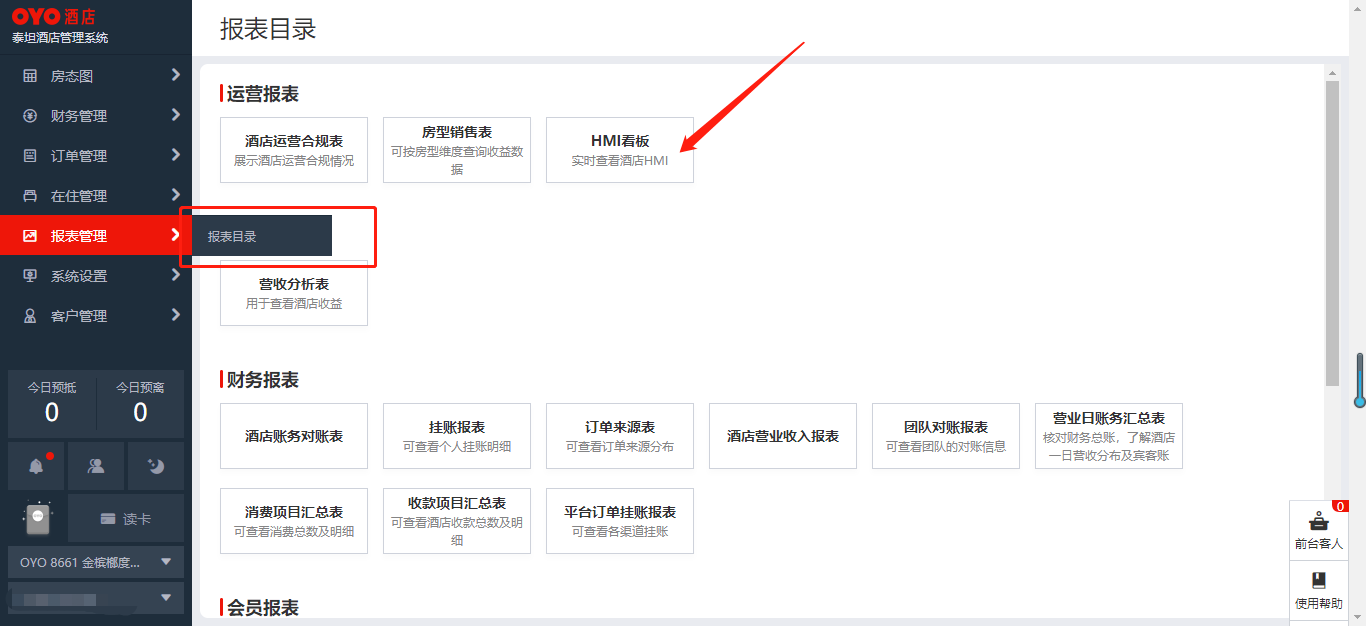 OYO 酒店
泰坦酒店管理系统
房态图
财务管理
订单管理
在住管理
报表管理
系统设置
客户管理
今日预抵
今日预离
0
0
读卡
OYO 8661 金槟榔度...
报表目录
报表目录
运营报表
酒店运营合规表
展示酒店运营合规情况
房型销售表
可按房型维度查询收益数
据
HMI看板
实时查看酒店HMI
营收分析表
用于查看酒店收益
财务报表
酒店账务对账表
挂账报表
可查看个人挂账明细
订单来源表
可查看订单来源分布
酒店营业收入报表
团队对账报表
可查看团队的对账信息
营业日账务汇总表
核对财务总账，了解酒店
一日营收分布及宾客账
消费项目汇总表
可查看消费总数及明细
收款项目汇总表
可查看酒店收款总数及明
细
平台订单挂账报表
可查看各渠道挂账
会员报表
0
前台客人
使用帮助